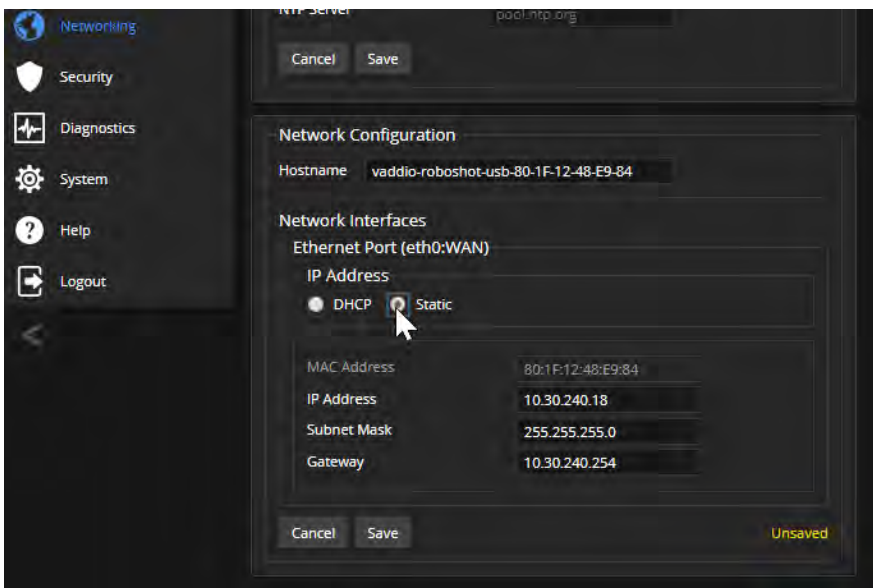 Networking
NTP Server
pool.ntp.org
Cancel
Save
Security
Diagnostics
System
Help
Logout
Network Configuration
Hostname vaddio-roboshot-usb-80-1F-12-48-E9-84
Network Interfaces
Ethernet Port (eth0:WAN)
IP Address
DHCP Static
MAC Address 80:1F:12:48:E9:84
IP Address 10.30.240.18
Subnet Mask 255.255.255.0
Gateway 10.30.240.254
Cancel Save Unsaved